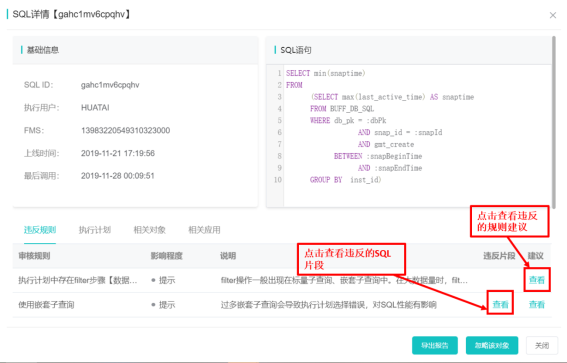 SQL详情【gahc1mv6cpqhv】
基础信息
SQL ID: gahc1mv6cpqhv
执行用户: HUATAI
FMS: 13983220549310323000
上线时间: 2019-11-21 17:19:56
最后调用: 2019-11-28 00:09:51
SQL语句
1 SELECT min(snaptime)
2 FROM
3 (SELECT max(last_active_time) AS snaptime
4 FROM BUFF_DB_SQL
5 WHERE db_pk = :dbPk
6 AND snap_id = :snapId
7 AND gmt_create
8 BETWEEN :snapBeginTime
9 AND :snapEndTime
10 GROUP BY inst_id)
违反规则 执行计划 相关对象 相关应用
点击查看违反的规则建议
点击查看违反的SQL片段
审核规则 影响程度 说明 违反片段 建议
执行计划中存在filter步骤【数据... 提示 filter操作一般出现在标量子查询、嵌套子查询中。在大数据量时，filt... 查看
使用嵌套子查询 提示 过多嵌套子查询会导致执行计划选择错误，对SQL性能有影响 查看 查看
导出报告 忽略该对象 关闭